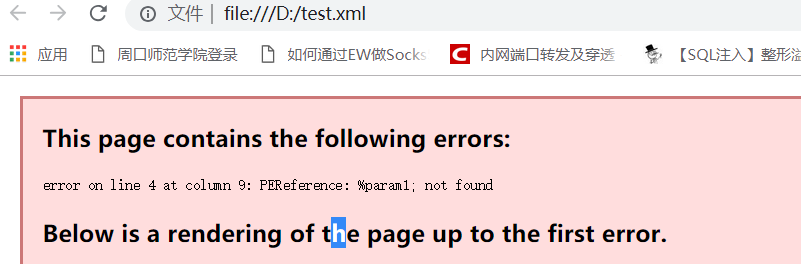 文件 | file:///D:/test.xml
应用 周口师范学院登录 如何通过EW做Socks 内网端口转发及穿透 【SQL注入】整形溢
This page contains the following errors:
error on line 4 at column 9: PEReference: %param1; not found
Below is a rendering of the page up to the first error.